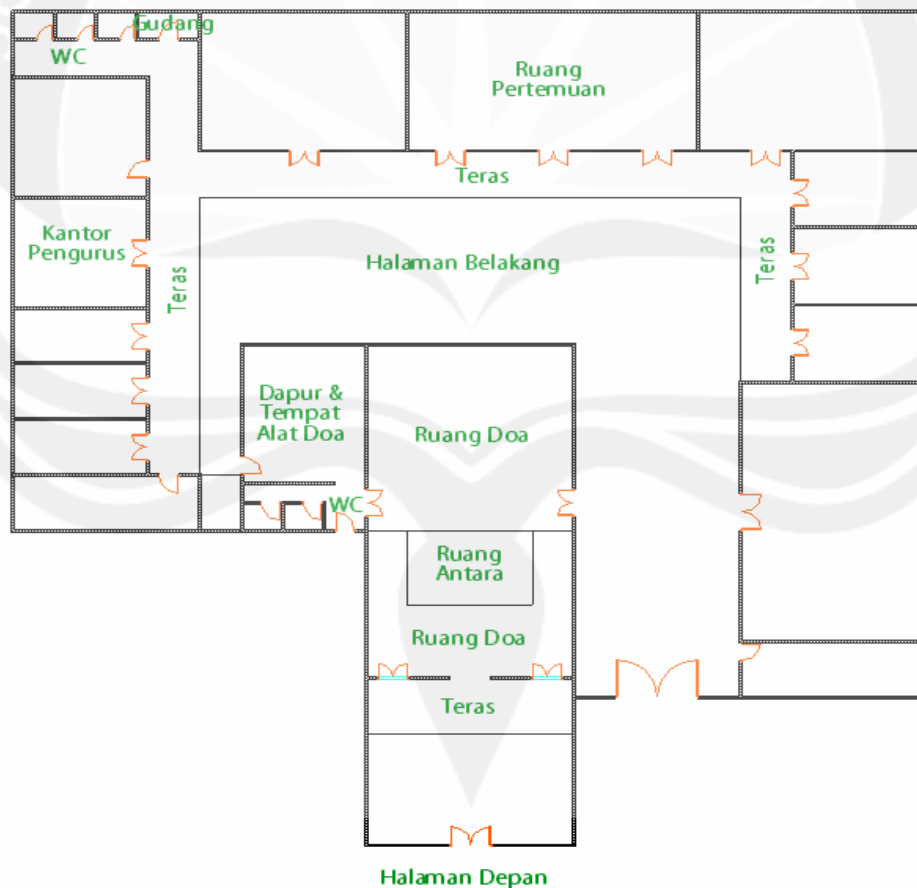 Gudang
WC
Ruang
Pertemuan
Teras
Kantor
Pengurus
Teras
Halaman Belakang
Teras
Dapur &
Tempat
Alat Doa
Ruang Doa
WC
Ruang
Antara
Ruang Doa
Teras
Halaman Depan